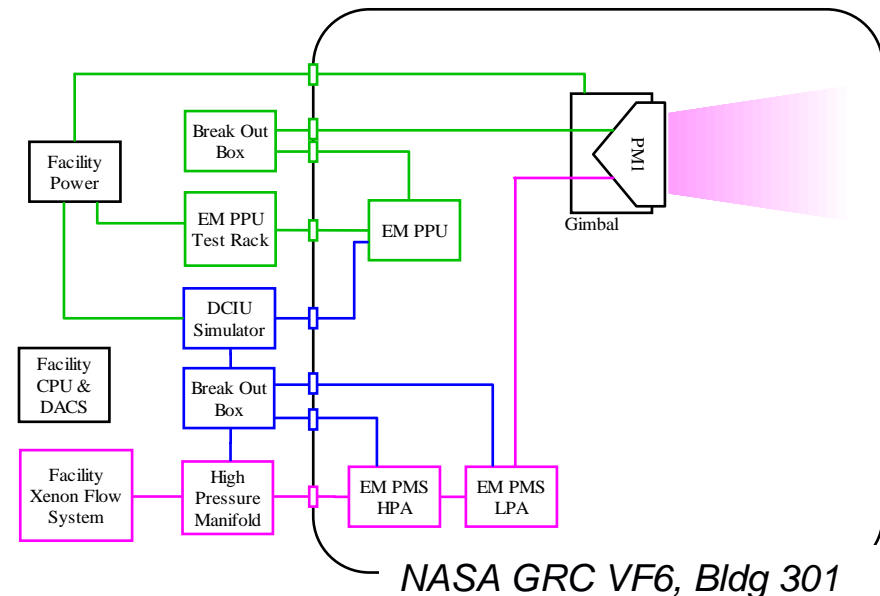 Break Out
Box
Facility
Power
EM PPU
Test Rack
EM PPU
PMI
Gimbal
DCIU
Simulator
Facility
CPU &
DACS
Break Out
Box
Facility
Xenon Flow
System
High
Pressure
Manifold
EM PMS
HPA
EM PMS
LPA
NASA GRC VF6, Bldg 301